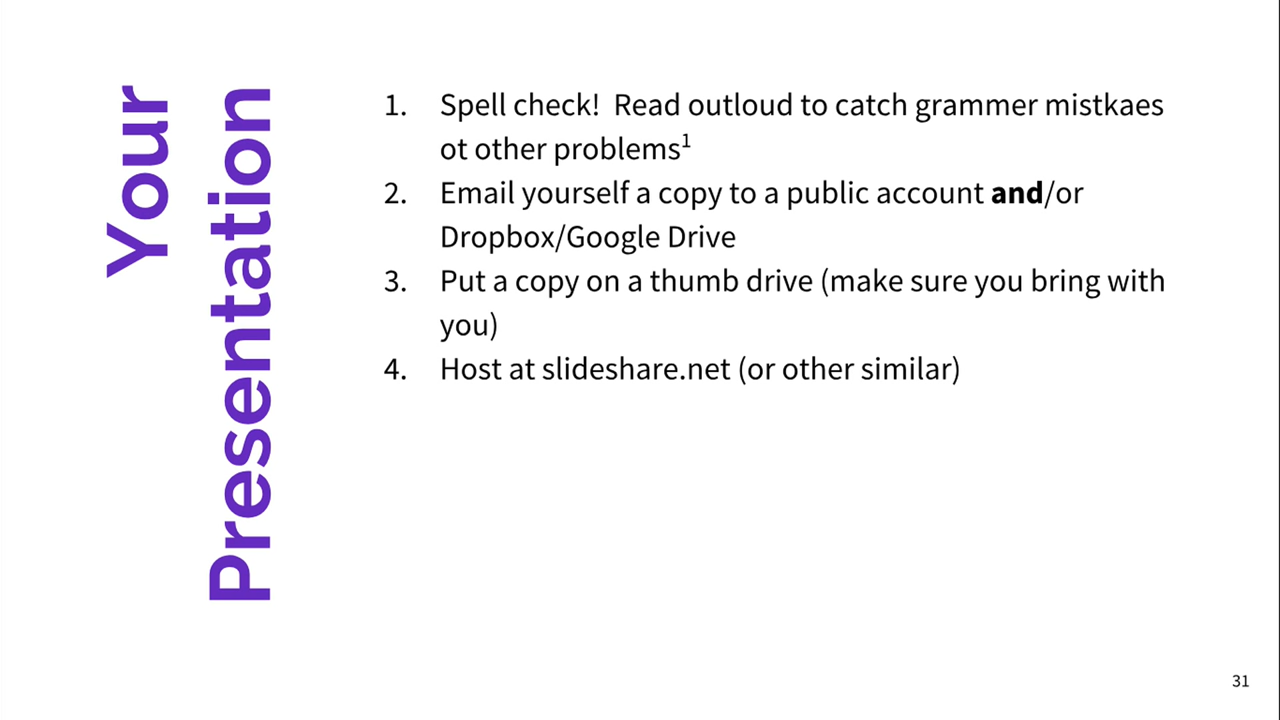 Your
Presentation
1. Spell check!  Read outloud to catch grammer mistkaes
ot other problems¹
2. Email yourself a copy to a public account and/or
Dropbox/Google Drive
3. Put a copy on a thumb drive (make sure you bring with
you)
4. Host at slideshare.net (or other similar)
31